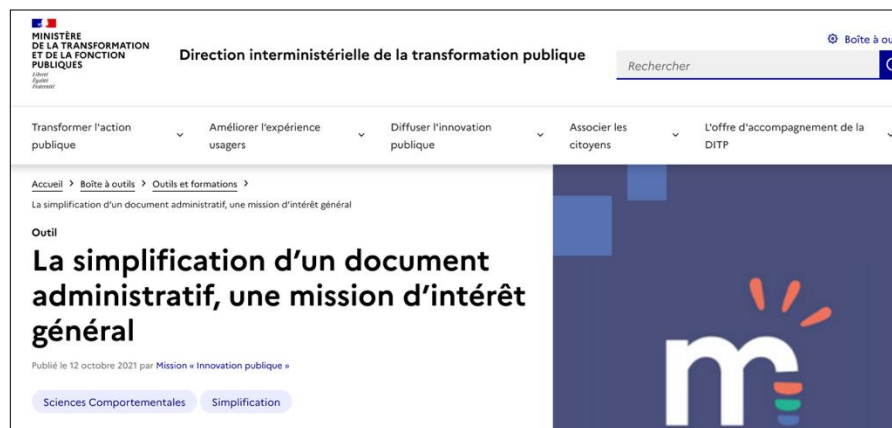 MINISTÈRE
DE LA TRANSFORMATION
ET DE LA FONCTION
PUBLIQUES
Liberté
Égalité
Fraternité
Direction interministérielle de la transformation publique
Boîte à ou
Rechercher
Transformer l'action
publique
Améliorer l'expérience
usagers
Diffuser l'innovation
publique
Associer les
citoyens
L'offre d'accompagnement de la
DITP
Accueil > Boîte à outils > Outils et formations >
La simplification d'un document administratif, une mission d'intérêt général
Outil
La simplification d'un document
administratif, une mission d'intérêt
général
Publié le 12 octobre 2021 par Mission « Innovation publique »
Sciences Comportementales Simplification
m